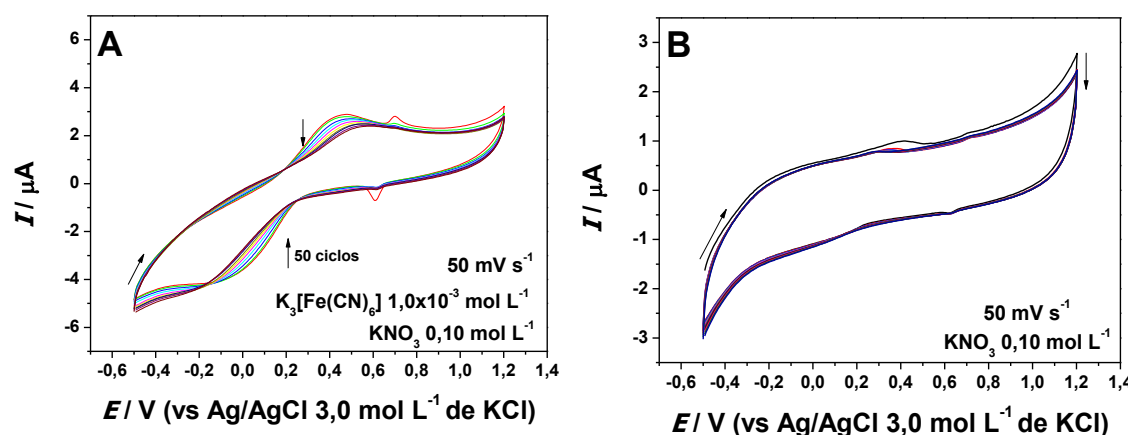 A
I / μA
6
4
2
0
-2
-4
-6
50 ciclos
50 mV s⁻¹
K₃[Fe(CN)₆] 1,0x10⁻³ mol L⁻¹
KNO₃ 0,10 mol L⁻¹
-0,6 -0,4 -0,2 0,0 0,2 0,4 0,6 0,8 1,0 1,2 1,4
E / V (vs Ag/AgCl 3,0 mol L⁻¹ de KCl)
B
I / μA
3
2
1
0
-1
-2
-3
50 mV s⁻¹
KNO₃ 0,10 mol L⁻¹
-0,6 -0,4 -0,2 0,0 0,2 0,4 0,6 0,8 1,0 1,2 1,4
E / V (vs Ag/AgCl 3,0 mol L⁻¹ de KCl)